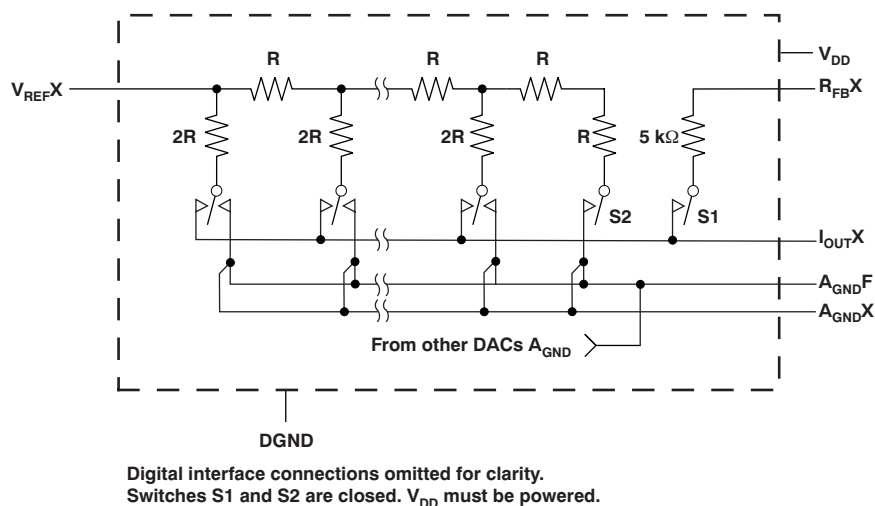 V_DD
R R R
V_REFX
R_FBX
2R 2R 2R R 5 kΩ
S2 S1
I_OUTX
A_GNDF
A_GNDX
From other DACs A_GND
DGND
Digital interface connections omitted for clarity.
Switches S1 and S2 are closed. V_DD must be powered.